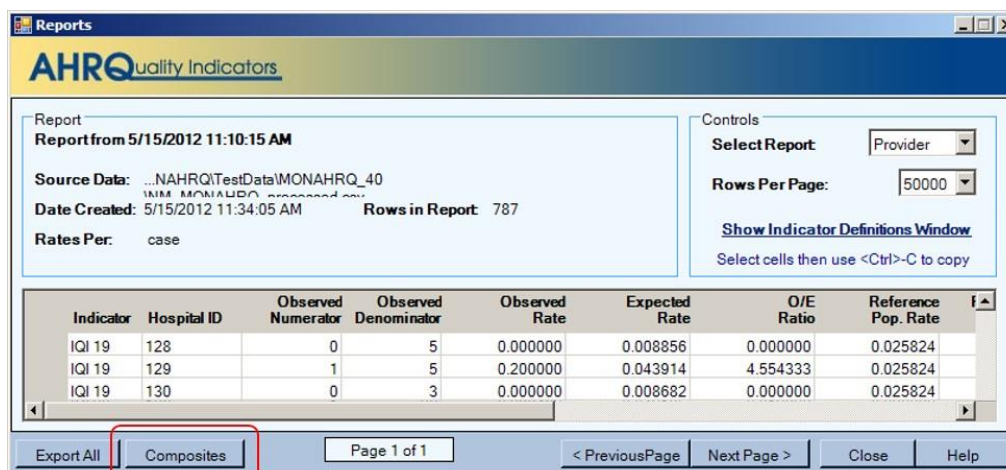 Reports
AHRQuality Indicators
Report
Report from 5/15/2012 11:10:15 AM
Source Data: ...NAHRQ\TestData\MONAHRQ_40
Date Created: 5/15/2012 11:34:05 AM Rows in Report: 787
Rates Per: case
Controls
Select Report: Provider
Rows Per Page: 50000
Show Indicator Definitions Window
Select cells then use <Ctrl>-C to copy
Indicator Hospital ID Observed Numerator Observed Denominator Observed Rate Expected Rate O/E Ratio Reference Pop. Rate
IQI 19 128 0 5 0.000000 0.008856 0.000000 0.025824
IQI 19 129 1 5 0.200000 0.043914 4.554333 0.025824
IQI 19 130 0 3 0.000000 0.008682 0.000000 0.025824
Export All Composites Page 1 of 1 < PreviousPage Next Page > Close Help